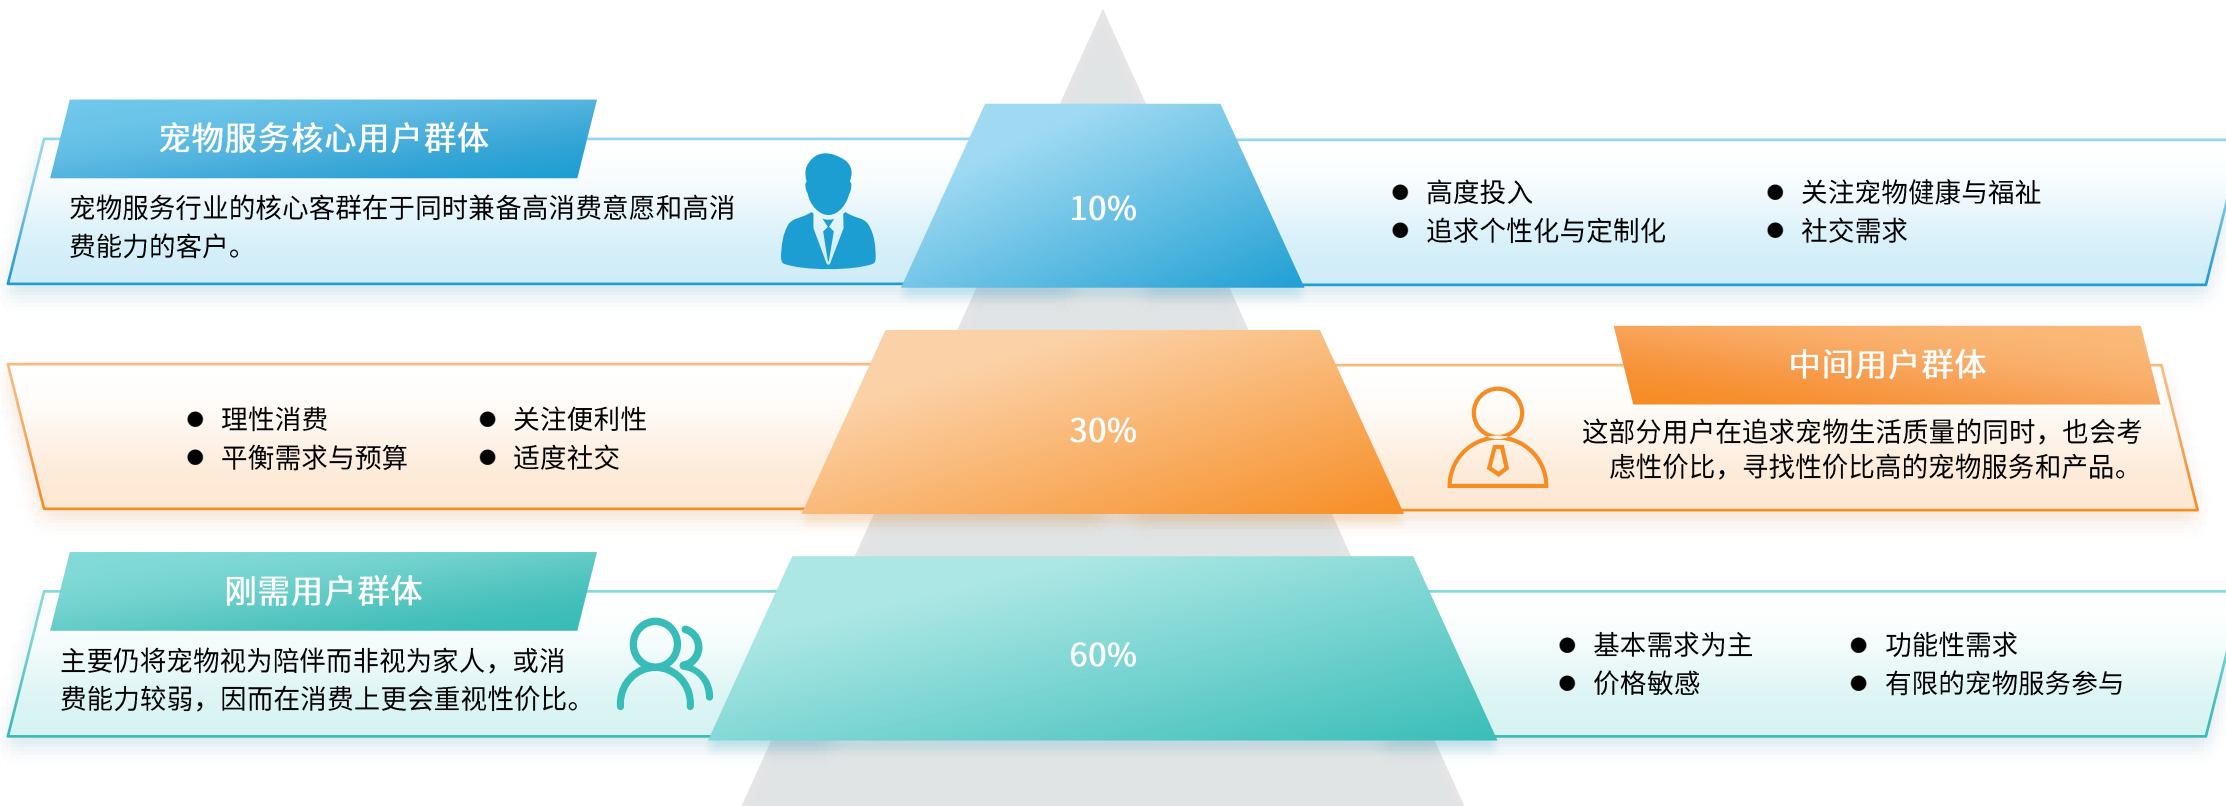 宠物服务核心用户群体
宠物服务行业的核心客群在于同时兼备高消费意愿和高消
费能力的客户。
10%
● 高度投入
● 关注宠物健康与福祉
● 追求个性化与定制化
● 社交需求
● 理性消费
● 关注便利性
● 平衡需求与预算
● 适度社交
30%
中间用户群体
这部分用户在追求宠物生活质量的同时，也会考
虑性价比，寻找性价比高的宠物服务和产品。
刚需用户群体
主要仍将宠物视为陪伴而非视为家人，或消
费能力较弱，因而在消费上更会重视性价比。
60%
● 基本需求为主
● 功能性需求
● 价格敏感
● 有限的宠物服务参与